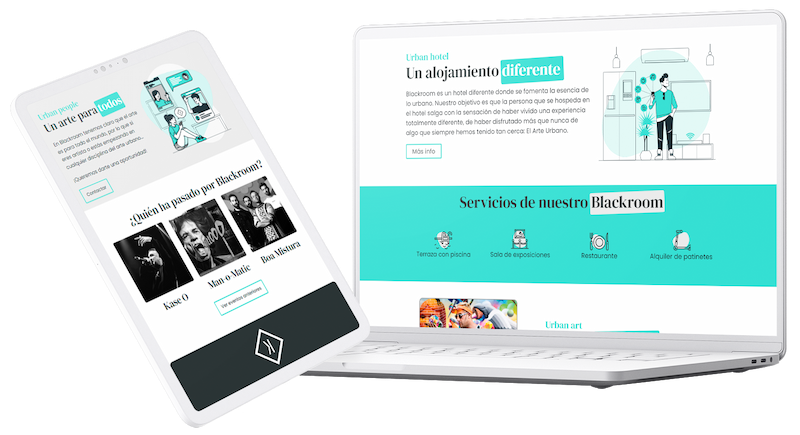 Urban people
Un arte para todos
En Blackroom tenemos claro que el arte
es para todo el mundo, por lo que si
eres artista o estás empezando en
cualquier disciplina del arte urbano...
¡Queremos darte una oportunidad!
Contactar
¿Quién ha pasado por Blackroom?
Kase O
Man-o-Matic
Boa Mistura
Ver eventos anteriores
Urban hotel
Un alojamiento diferente
Blackroom es un hotel diferente donde se fomenta la esencia de
lo urbano. Nuestro objetivo es que la persona que se hospeda en
el hotel salga con la sensación de haber vivido una experiencia
totalmente diferente, de haber disfrutado más que nunca de
algo que siempre hemos tenido tan cerca: El Arte Urbano.
Más info
Servicios de nuestro Blackroom
Terraza con piscina
Sala de exposiciones
Restaurante
Alquiler de patinetes
Urban art